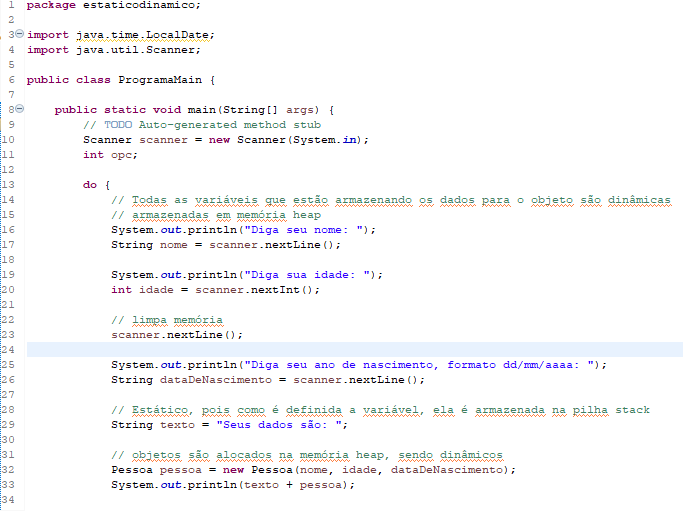 1 package estaticodinamico;
2
3 import java.time.LocalDate;
4 import java.util.Scanner;
5
6 public class ProgramaMain {
7
8 public static void main(String[] args) {
9 // TODO Auto-generated method stub
10 Scanner scanner = new Scanner(System.in);
11 int opc;
12
13 do {
14 // Todas as variáveis que estão armazenando os dados para o objeto são dinâmicas
15 // armazenadas em memória heap
16 System.out.println("Diga seu nome: ");
17 String nome = scanner.nextLine();
18
19 System.out.println("Diga sua idade: ");
20 int idade = scanner.nextInt();
21
22 // limpa memória
23 scanner.nextLine();
24
25 System.out.println("Diga seu ano de nascimento, formato dd/mm/aaaa: ");
26 String dataDeNascimento = scanner.nextLine();
27
28 // Estático, pois como é definida a variável, ela é armazenada na pilha stack
29 String texto = "Seus dados são: ";
30
31 // objetos são alocados na memória heap, sendo dinâmicos
32 Pessoa pessoa = new Pessoa(nome, idade, dataDeNascimento);
33 System.out.println(texto + pessoa);
34